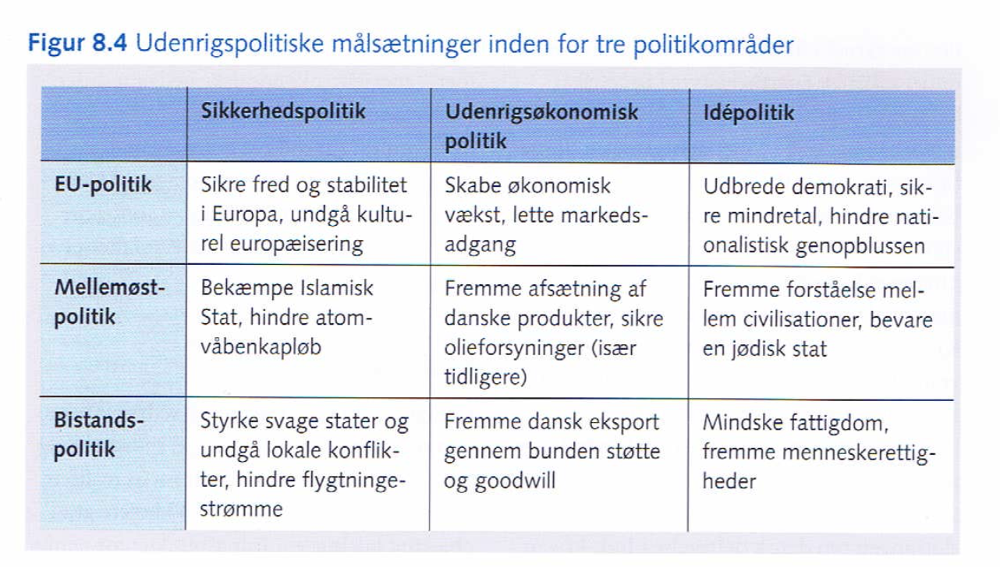 Figur 8.4 Udenrigspolitiske målsætninger inden for tre politikområder
Sikkerhedspolitik
Udenrigsøkonomisk
politik
Idépolitik
EU-politik
Sikre fred og stabilitet
i Europa, undgå kultu-
rel europæisering
Skabe økonomisk
vækst, lette markeds-
adgang
Udbrede demokrati, sik-
re mindretal, hindre nati-
onalistisk genopblussen
Mellemøst-
politik
Bekæmpe Islamisk
Stat, hindre atom-
våbenkapløb
Fremme afsætning af
danske produkter, sikre
olieforsyninger (især
tidligere)
Fremme forståelse mel-
lem civilisationer, bevare
en jødisk stat
Bistands-
politik
Styrke svage stater og
undgå lokale konflik-
ter, hindre flygtninge-
strømme
Fremme dansk eksport
gennem bunden støtte
og goodwill
Mindske fattigdom,
fremme menneskerettig-
heder